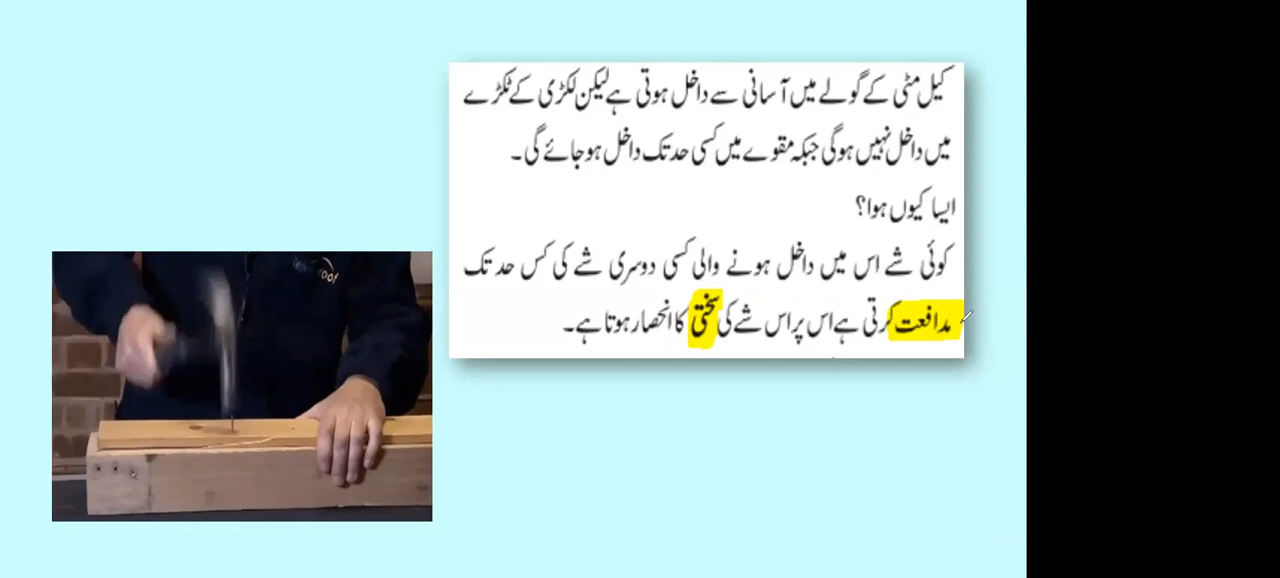 کیل مٹی کے گولے میں آسانی سے داخل ہوتی ہے لیکن لکڑی کے ٹکڑے
میں داخل نہیں ہوگی جبکہ مقوے میں کسی حد تک داخل ہو جائے گی۔
ایسا کیوں ہوا؟
کوئی شے اس میں داخل ہونے والی کسی دوسری شے کی کس حد تک
مدافعت کرتی ہے اس پر اس شے کی سختی کا انحصار ہوتا ہے۔